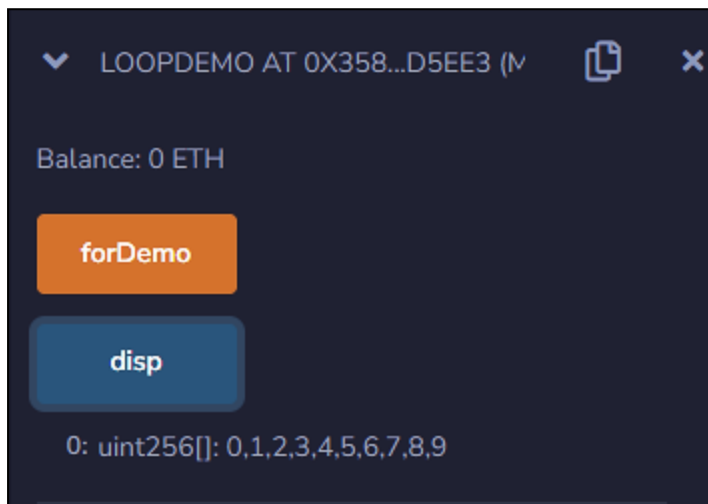 LOOPDEMO AT 0X358...D5EE3 (M
Balance: 0 ETH
forDemo
disp
0: uint256[]: 0,1,2,3,4,5,6,7,8,9